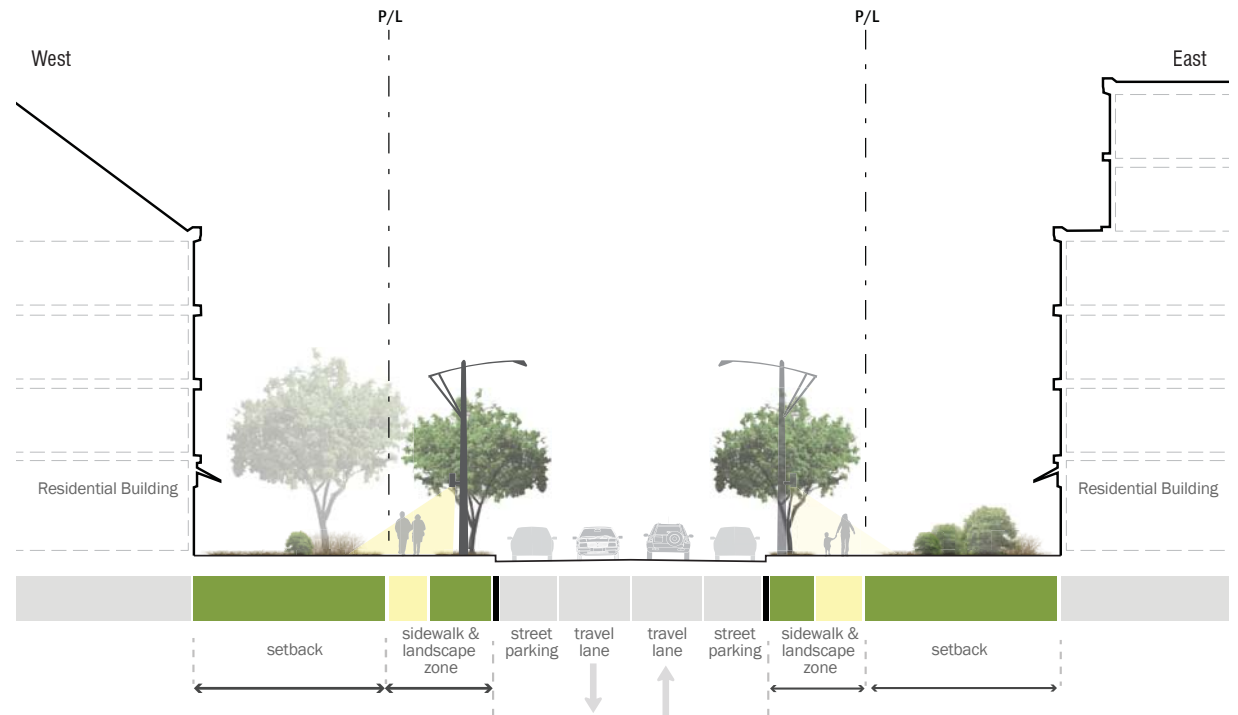 P/L
P/L
West
East
Residential Building
Residential Building
setback
sidewalk &
landscape
zone
street
parking
travel
lane
travel
lane
street
parking
sidewalk &
landscape
zone
setback